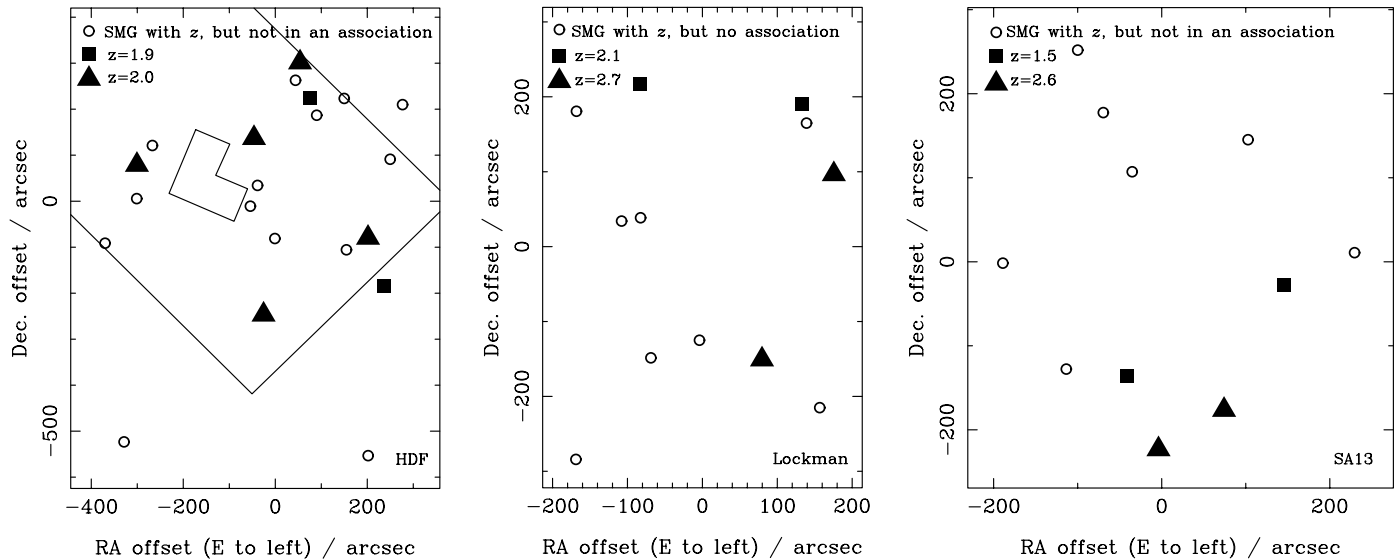 SMG with z, but not in an association
z=1.9
z=2.0
0
−500
Dec. offset / arcsec
HDF
−400 −200 0 200
RA offset (E to left) / arcsec
SMG with z, but no association
z=2.1
z=2.7
200
0
−200
Dec. offset / arcsec
Lockman
−200 −100 0 100 200
RA offset (E to left) / arcsec
SMG with z, but not in an association
z=1.5
z=2.6
200
0
−200
Dec. offset / arcsec
SA13
−200 0 200
RA offset (E to left) / arcsec